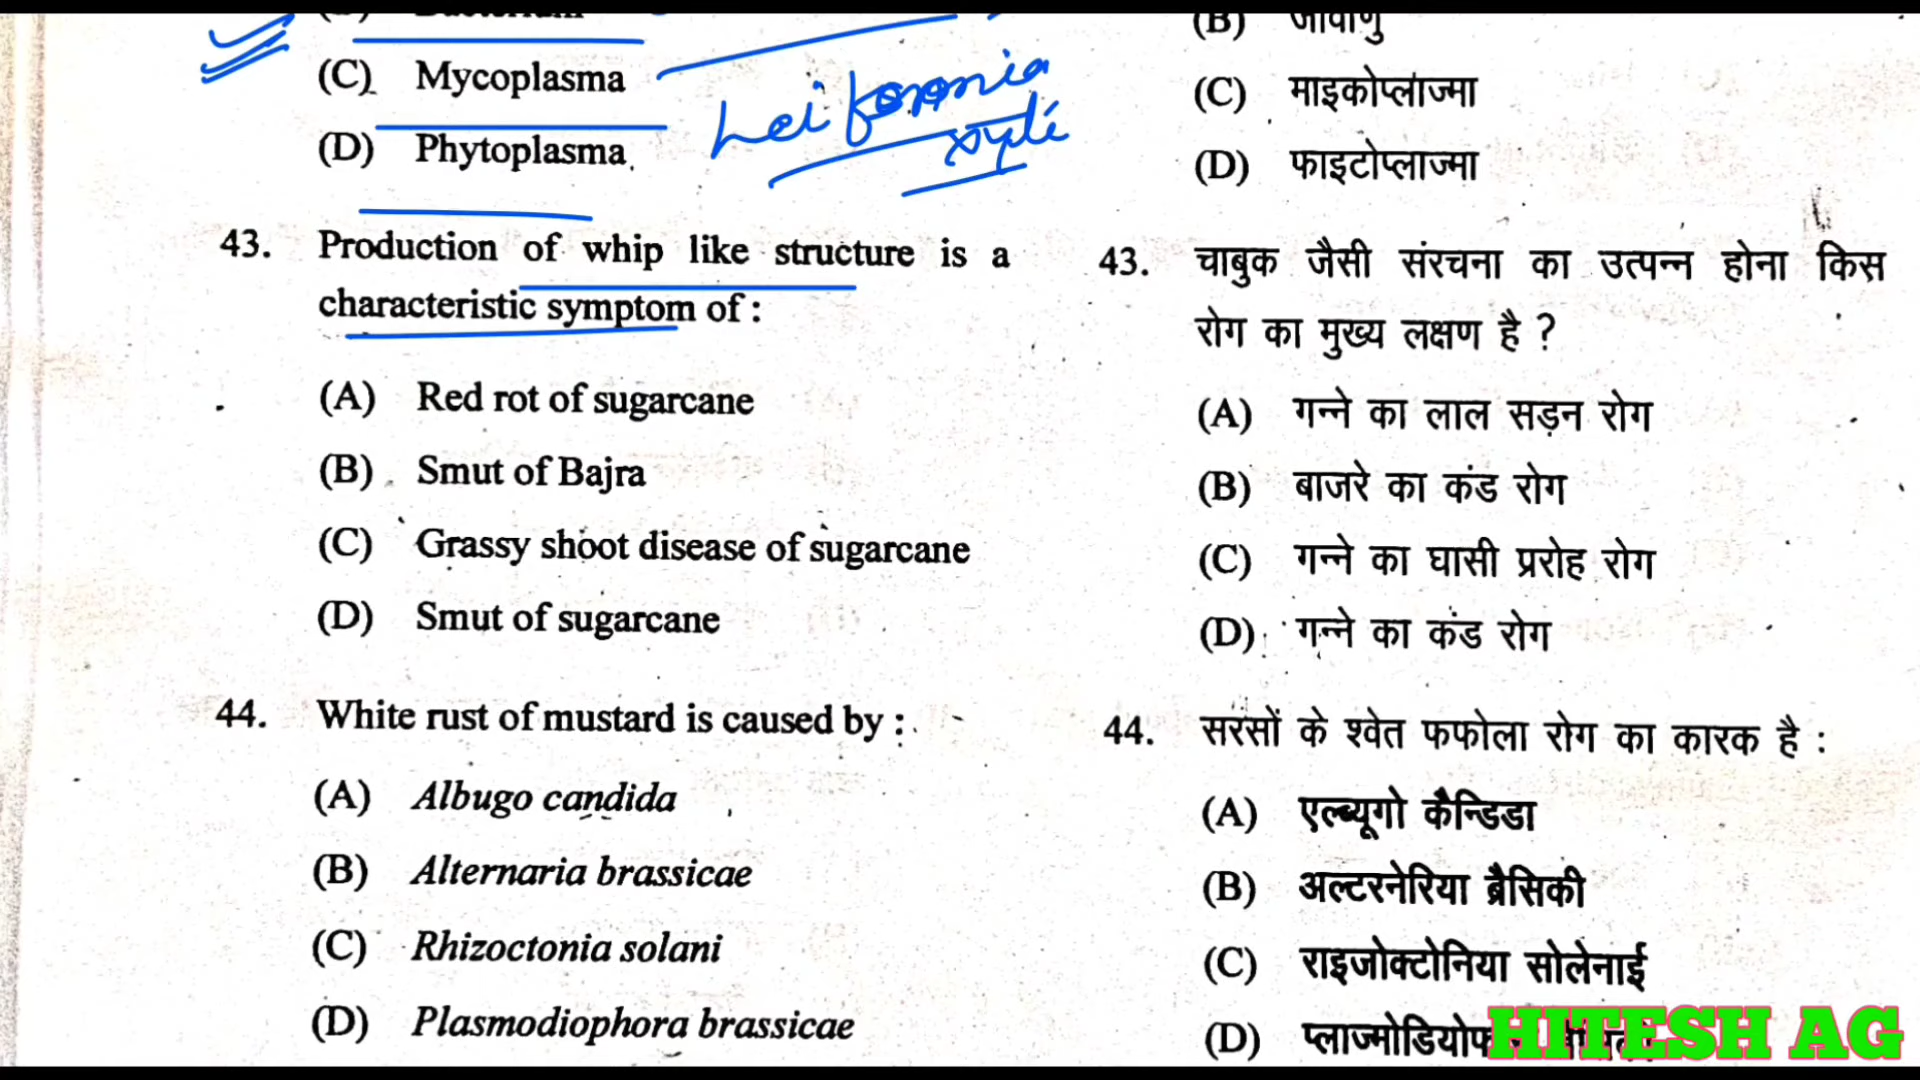 (C) Mycoplasma
(D) Phytoplasma
Leifsonia
xyli
43. Production of whip like structure is a
characteristic symptom of :
(A) Red rot of sugarcane
(B) Smut of Bajra
(C) Grassy shoot disease of sugarcane
(D) Smut of sugarcane
44. White rust of mustard is caused by :
(A) Albugo candida
(B) Alternaria brassicae
(C) Rhizoctonia solani
(D) Plasmodiophora brassicae
(B) जीवाणु
(C) माइकोप्लाज्मा
(D) फाइटोप्लाज्मा
43. चाबुक जैसी संरचना का उत्पन्न होना किस
रोग का मुख्य लक्षण है ?
(A) गन्ने का लाल सड़न रोग
(B) बाजरे का कंड रोग
(C) गन्ने का घासी प्ररोह रोग
(D) गन्ने का कंड रोग
44. सरसों के श्वेत फफोला रोग का कारक है :
(A) एल्ब्यूगो कैन्डिडा
(B) अल्टरनेरिया ब्रैसिकी
(C) राइजोक्टोनिया सोलेनाई
(D)
HITESH AG